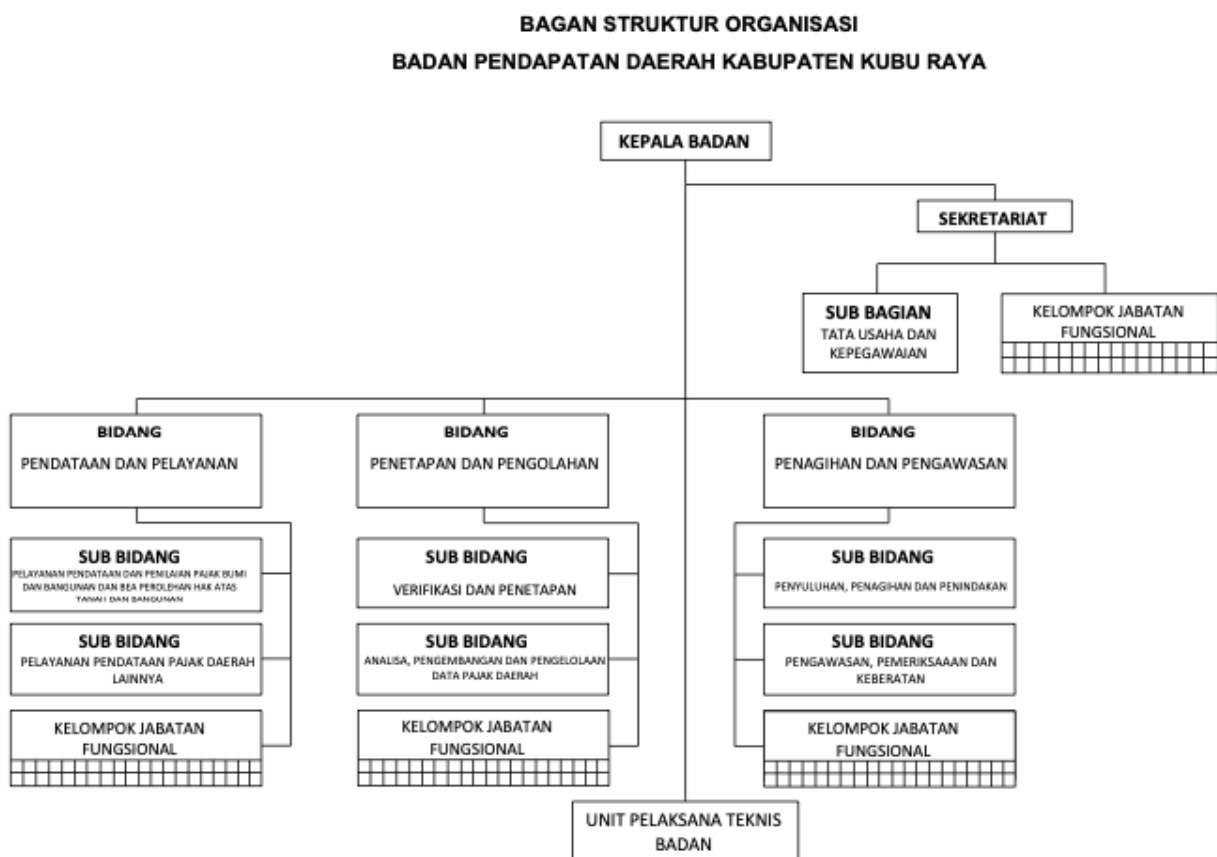 BAGAN STRUKTUR ORGANISASI
BADAN PENDAPATAN DAERAH KABUPATEN KUBU RAYA
KEPALA BADAN
SEKRETARIAT
SUB BAGIAN
TATA USAHA DAN
KEPEGAWAIAN
KELOMPOK JABATAN
FUNGSIONAL
BIDANG
PENDATAAN DAN PELAYANAN
BIDANG
PENETAPAN DAN PENGOLAHAN
BIDANG
PENAGIHAN DAN PENGAWASAN
SUB BIDANG
PELAYANAN PENDATAAN DAN PENILAIAN PAJAK BUMI
DAN BANGUNAN DAN BEA PEROLEHAN HAK ATAS
TANAH DAN BANGUNAN
SUB BIDANG
VERIFIKASI DAN PENETAPAN
SUB BIDANG
PENYULUHAN, PENAGIHAN DAN PENINDAKAN
SUB BIDANG
PELAYANAN PENDATAAN PAJAK DAERAH
LAINNYA
SUB BIDANG
ANALISA, PENGEMBANGAN DAN PENGELOLAAN
DATA PAJAK DAERAH
SUB BIDANG
PENGAWASAN, PEMERIKSAAAN DAN
KEBERATAN
KELOMPOK JABATAN
FUNGSIONAL
KELOMPOK JABATAN
FUNGSIONAL
KELOMPOK JABATAN
FUNGSIONAL
UNIT PELAKSANA TEKNIS
BADAN